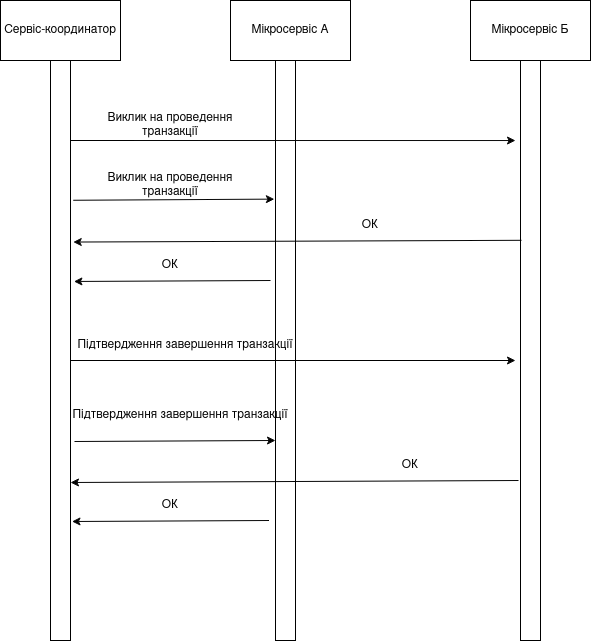 Сервіс-координатор
Мікросервіс А
Мікросервіс Б
Виклик на проведення
транзакції
Виклик на проведення
транзакції
ОК
ОК
Підтвердження завершення транзакції
Підтвердження завершення транзакції
ОК
ОК